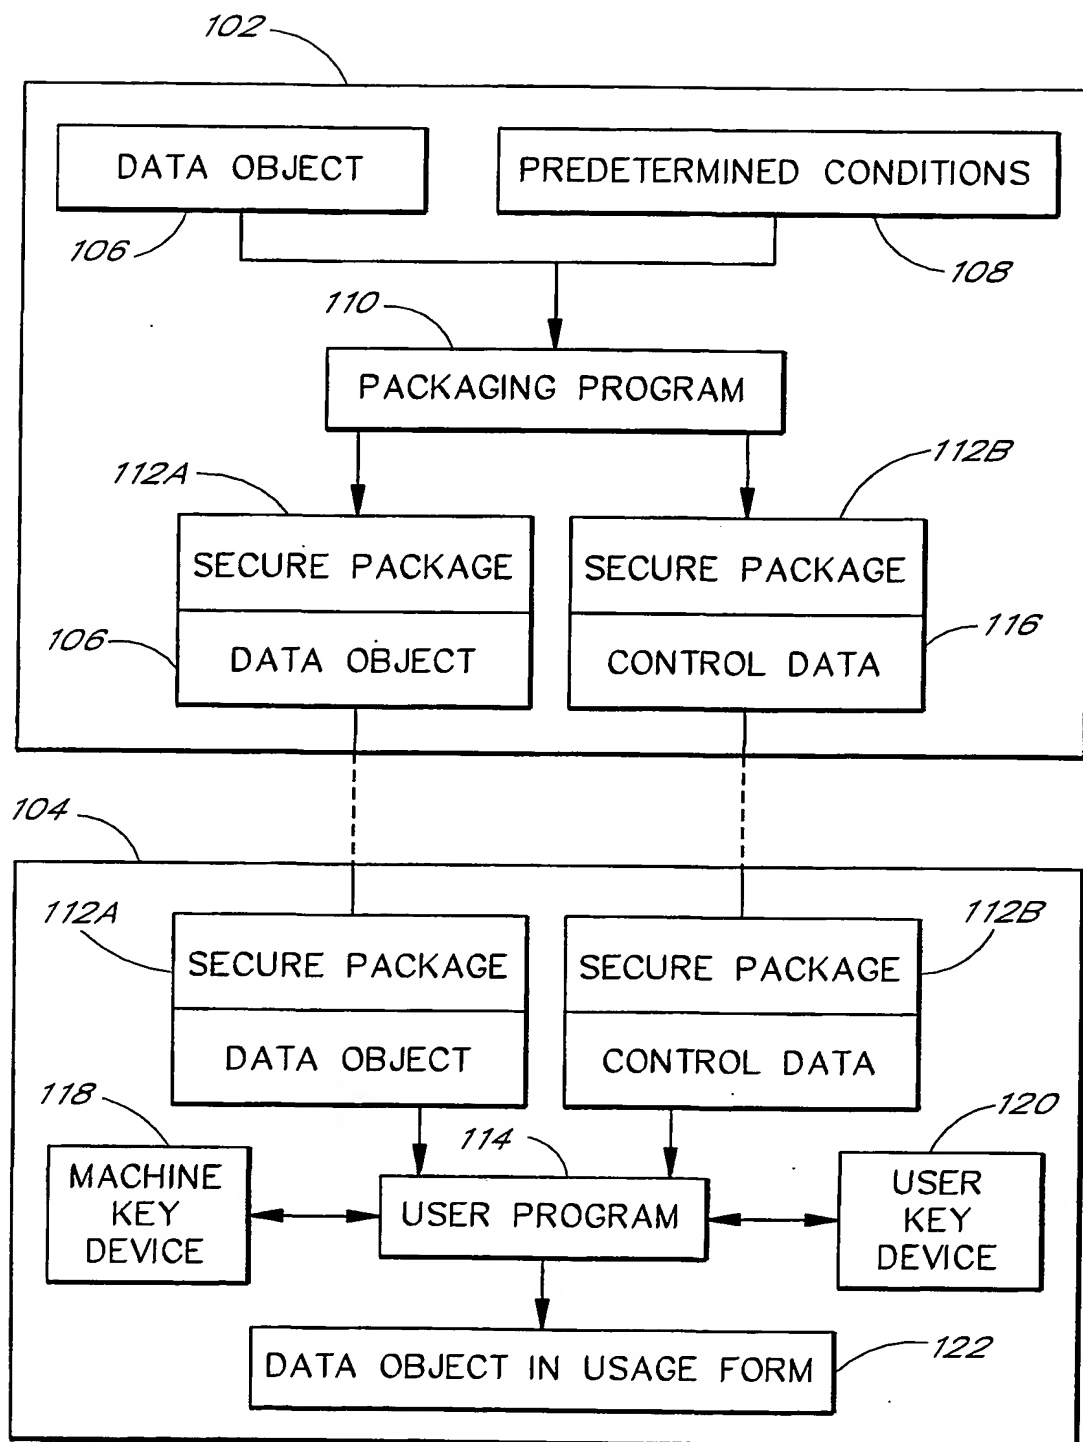 102
DATA OBJECT
PREDETERMINED CONDITIONS
106
108
110
PACKAGING PROGRAM
112A
112B
SECURE PACKAGE
SECURE PACKAGE
106
DATA OBJECT
CONTROL DATA
116
104
112A
112B
SECURE PACKAGE
SECURE PACKAGE
DATA OBJECT
CONTROL DATA
118
114
120
MACHINE
KEY
DEVICE
USER PROGRAM
USER
KEY
DEVICE
DATA OBJECT IN USAGE FORM
122